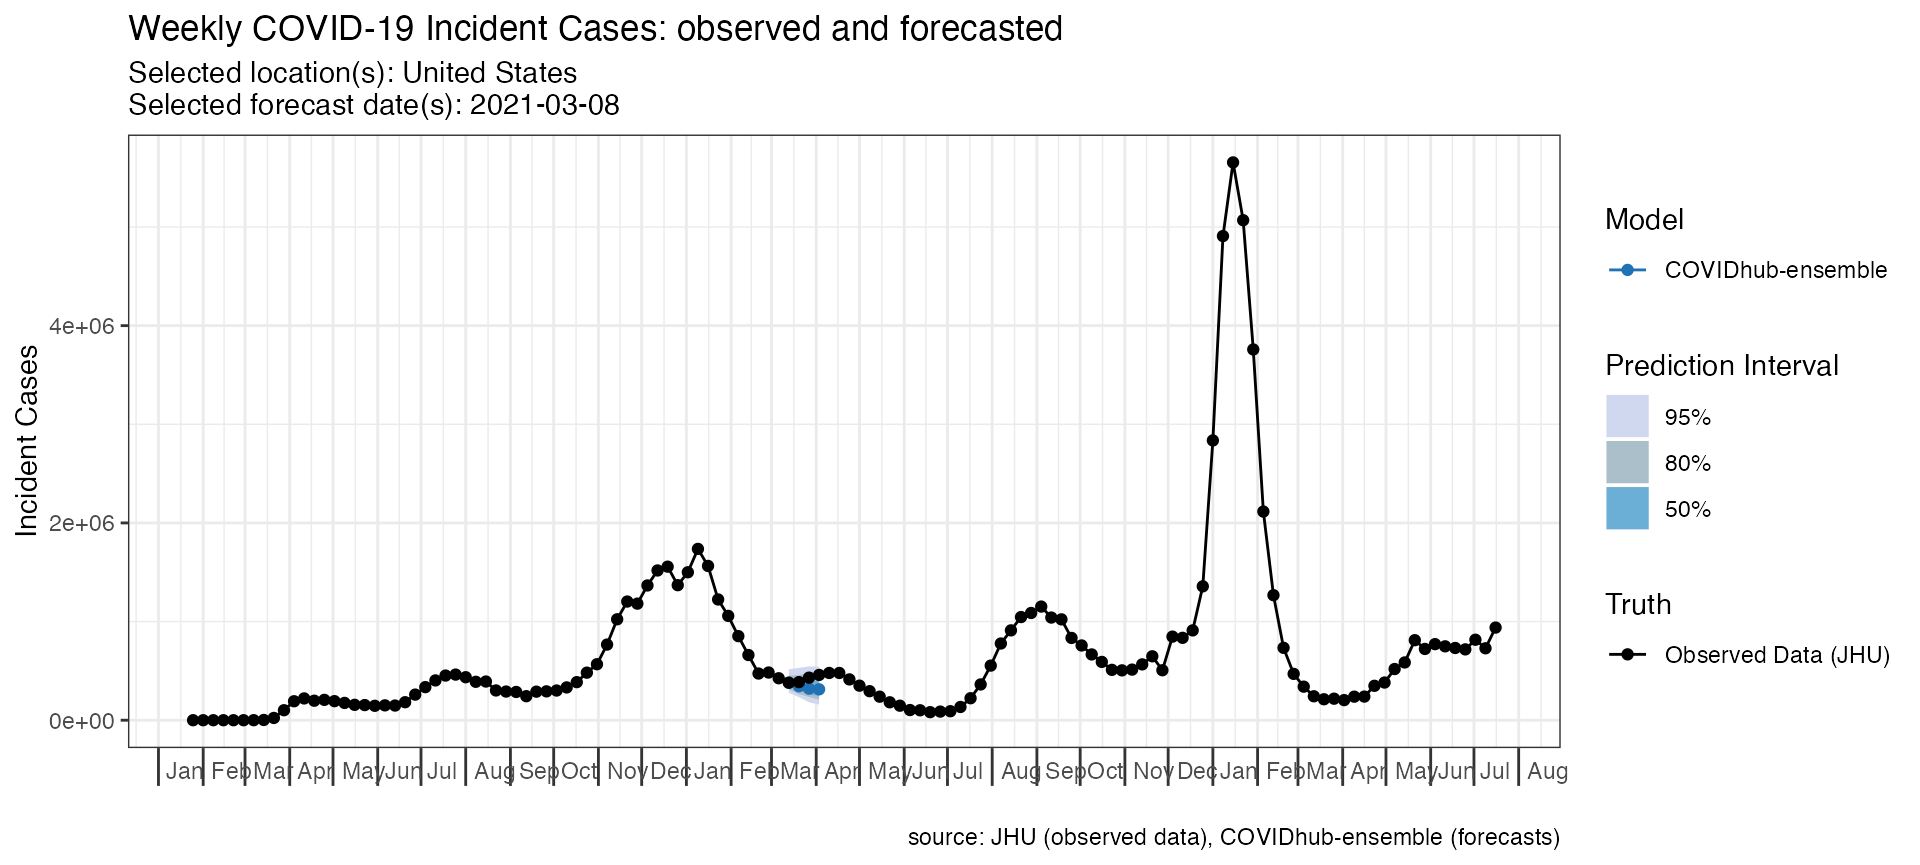 Weekly COVID-19 Incident Cases: observed and forecasted
Selected location(s): United States
Selected forecast date(s): 2021-03-08
Incident Cases
4e+06
2e+06
0e+00
Jan Feb Mar Apr May Jun Jul Aug Sep Oct Nov Dec Jan Feb Mar Apr May Jun Jul Aug Sep Oct Nov Dec Jan Feb Mar Apr May Jun Jul Aug
Model
COVIDhub-ensemble
Prediction Interval
95%
80%
50%
Truth
Observed Data (JHU)
source: JHU (observed data), COVIDhub-ensemble (forecasts)